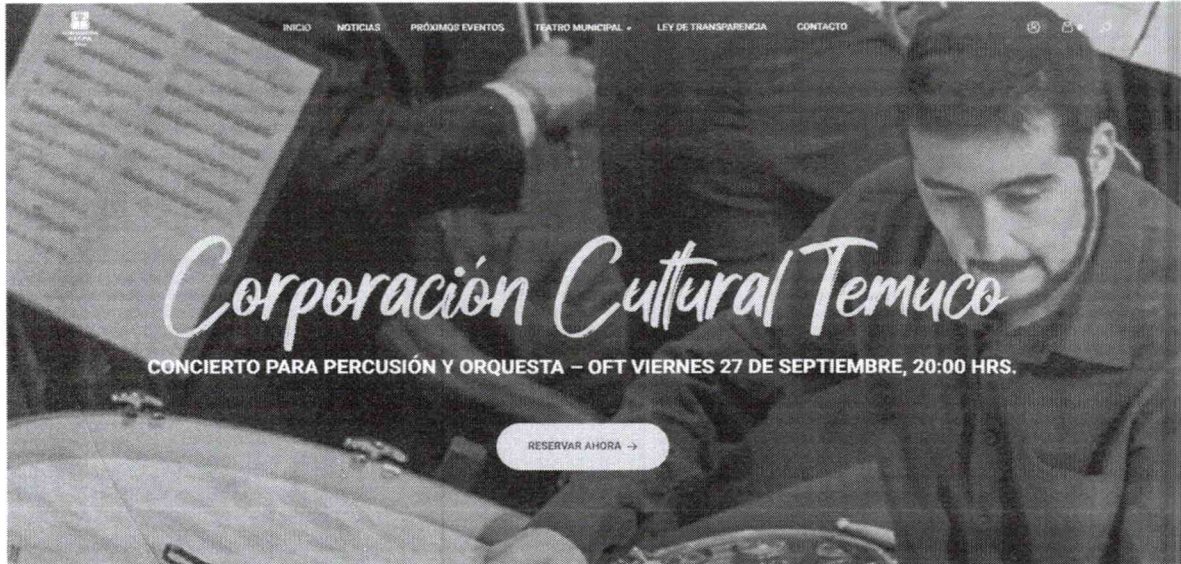 INICIO NOTICIAS PRÓXIMOS EVENTOS TEATRO MUNICIPAL LEY DE TRANSPARENCIA CONTACTO
Corporación Cultural Temuco
CONCIERTO PARA PERCUSIÓN Y ORQUESTA – OFT VIERNES 27 DE SEPTIEMBRE, 20:00 HRS.
RESERVAR AHORA →